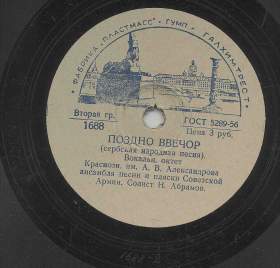 ФАБРИКА „ПЛАСТМАСС" ГУМП ГАЛХИМТРЕСТ
Вторая гр.
1688
ГОСТ 5289-56
Цена 3 руб.
ПОЗДНО ВВЕЧОР
(сербская народная песня).
Вокальн. октет
Краснозн. им. А. В. Александрова
ансамбля песни и пляски Советской
Армии. Солист Н. Абрамов.